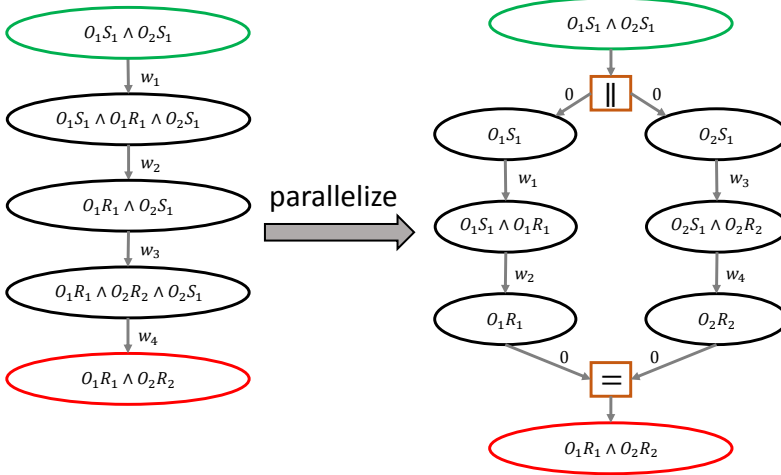 O₁S₁ ∧ O₂S₁
w₁
O₁S₁ ∧ O₁R₁ ∧ O₂S₁
w₂
O₁R₁ ∧ O₂S₁
w₃
O₁R₁ ∧ O₂R₂ ∧ O₂S₁
w₄
O₁R₁ ∧ O₂R₂
parallelize
O₁S₁ ∧ O₂S₁
0 || 0
O₁S₁ O₂S₁
w₁ w₃
O₁S₁ ∧ O₁R₁ O₂S₁ ∧ O₂R₂
w₂ w₄
O₁R₁ O₂R₂
0 = 0
O₁R₁ ∧ O₂R₂